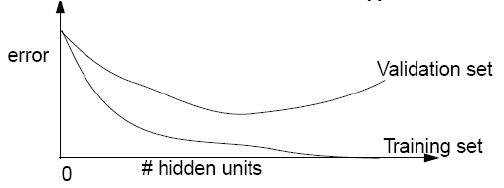 error
Validation set
Training set
0
# hidden units